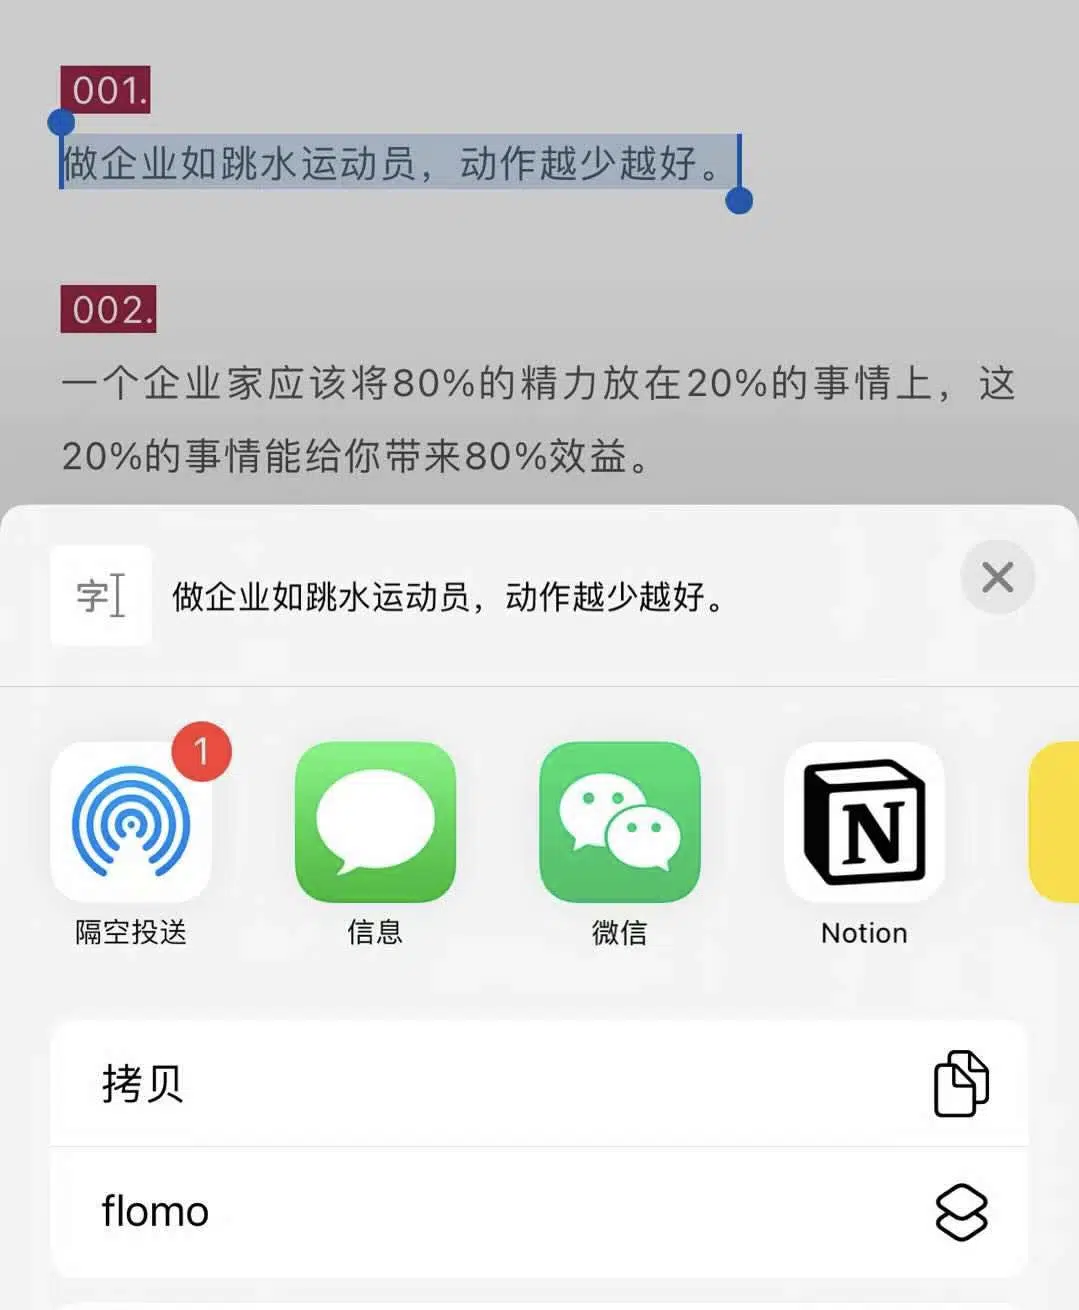 001.
做企业如跳水运动员，动作越少越好。
002.
一个企业家应该将80%的精力放在20%的事情上，这
20%的事情能给你带来80%效益。
字
做企业如跳水运动员，动作越少越好。
1
N
隔空投送
信息
微信
Notion
拷贝
flomo